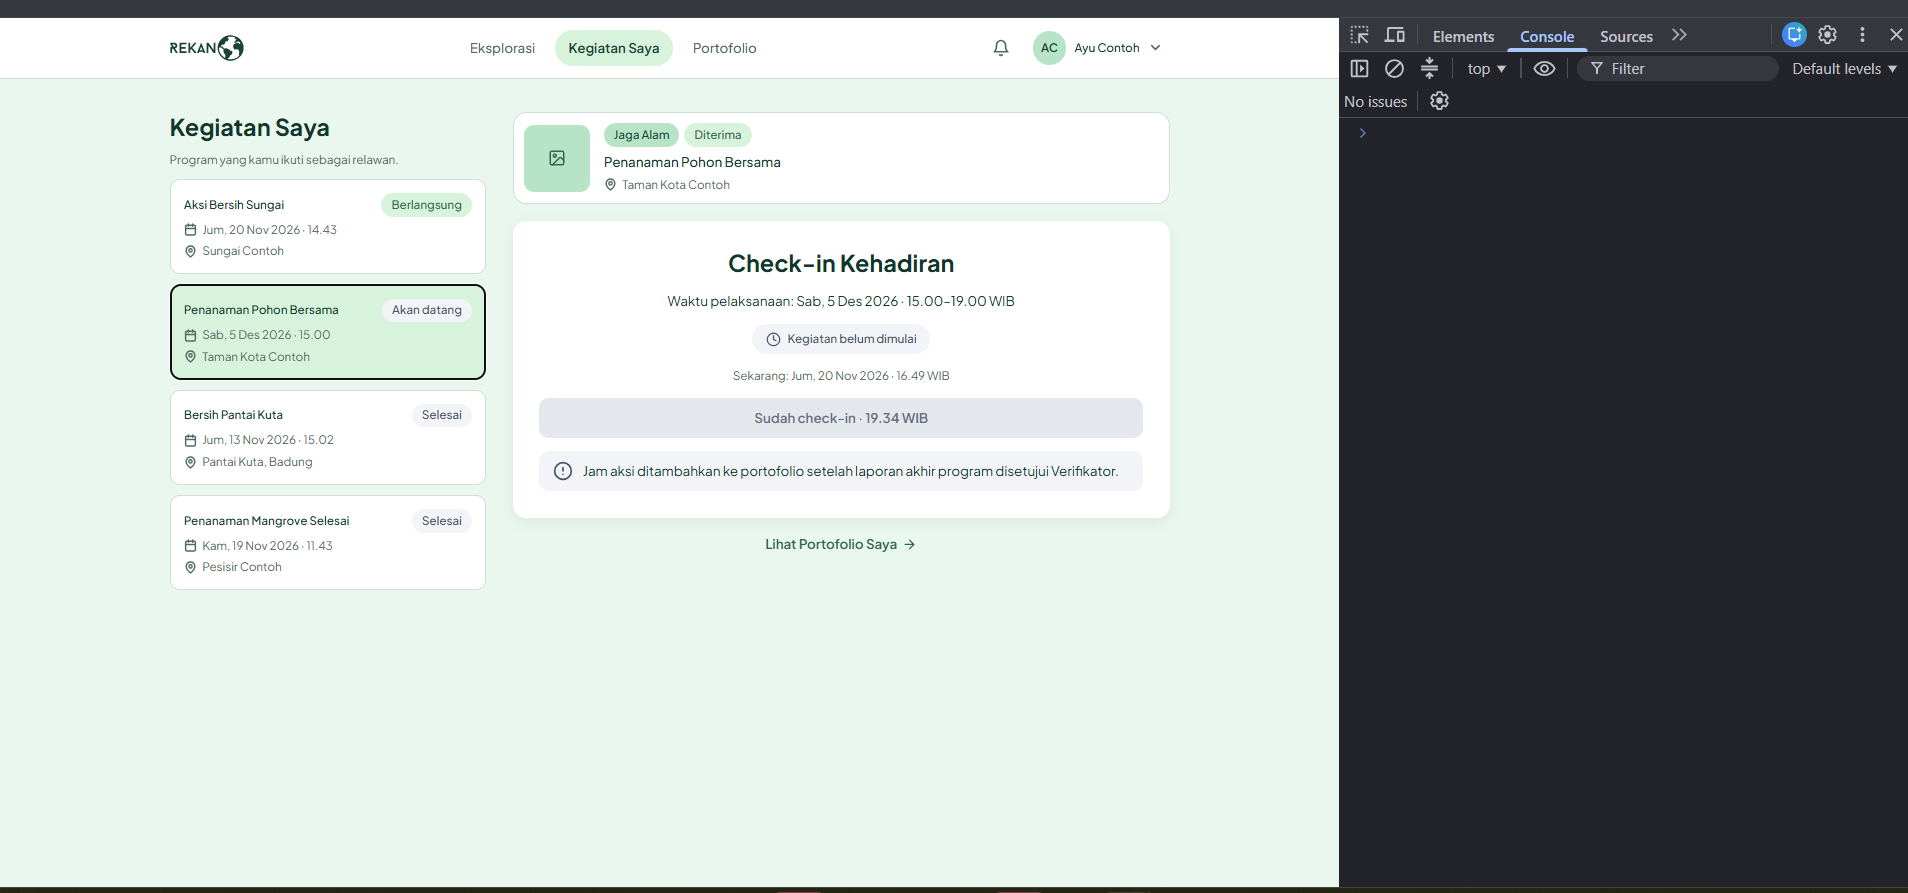 REKAN
Eksplorasi
Kegiatan Saya
Portofolio
AC
Ayu Contoh
Kegiatan Saya
Program yang kamu ikuti sebagai relawan.
Aksi Bersih Sungai
Berlangsung
Jum, 20 Nov 2026 · 14.43
Sungai Contoh
Penanaman Pohon Bersama
Akan datang
Sab, 5 Des 2026 · 15.00
Taman Kota Contoh
Bersih Pantai Kuta
Selesai
Jum, 13 Nov 2026 · 15.02
Pantai Kuta, Badung
Penanaman Mangrove Selesai
Selesai
Kam, 19 Nov 2026 · 11.43
Pesisir Contoh
Jaga Alam
Diterima
Penanaman Pohon Bersama
Taman Kota Contoh
Check-in Kehadiran
Waktu pelaksanaan: Sab, 5 Des 2026 · 15.00–19.00 WIB
Kegiatan belum dimulai
Sekarang: Jum, 20 Nov 2026 · 16.49 WIB
Sudah check-in · 19.34 WIB
Jam aksi ditambahkan ke portofolio setelah laporan akhir program disetujui Verifikator.
Lihat Portofolio Saya →
Elements
Console
Sources
top
Filter
Default levels
No issues